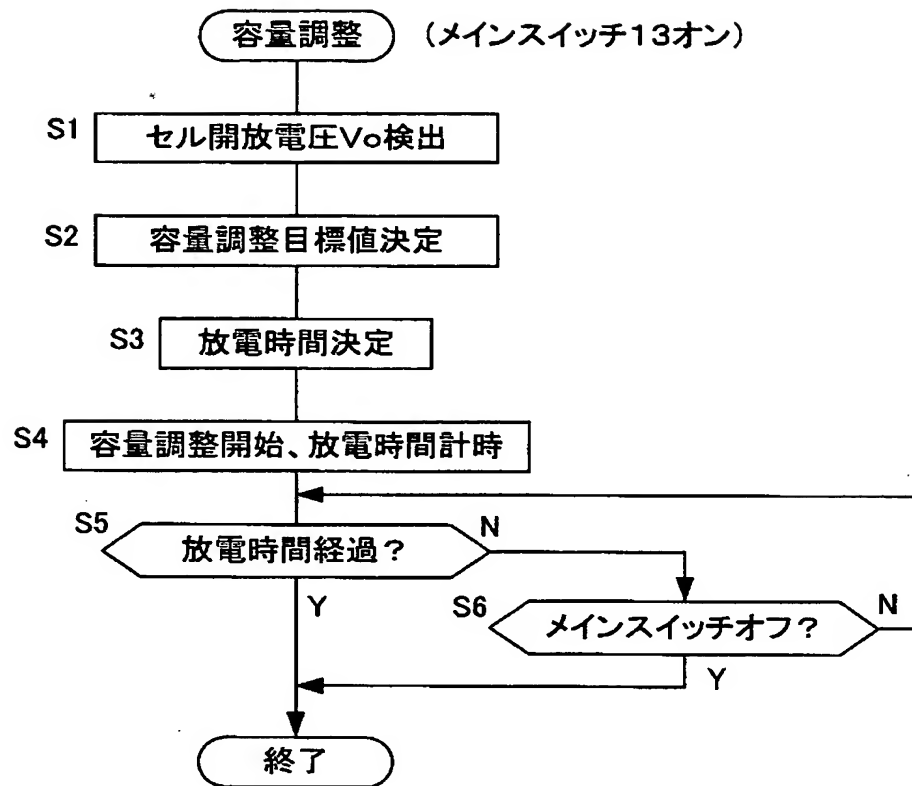 容量調整 (メインスイッチ13オン)
S1 セル開放電圧Vo検出
S2 容量調整目標値決定
S3 放電時間決定
S4 容量調整開始、放電時間計時
S5 放電時間経過? N
Y
S6 メインスイッチオフ? N
Y
終了